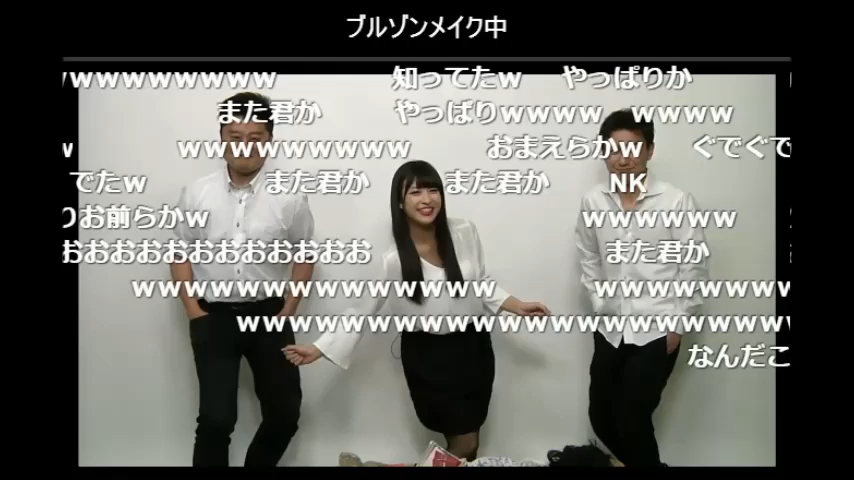 ブルゾンメイク中
wwwwwwwww 知ってたw やっぱりか
また君か やっぱりwwww wwww
w wwwwwwwww おまえらかw ぐでぐで
でたw また君か また君か NK
りお前らかw wwwwww
おおおおおおおおおおおお また君か
wwwwwwwwwwwwww wwwwwwww
wwwwwwwwwwwwwwwwwwwww
なんだこ